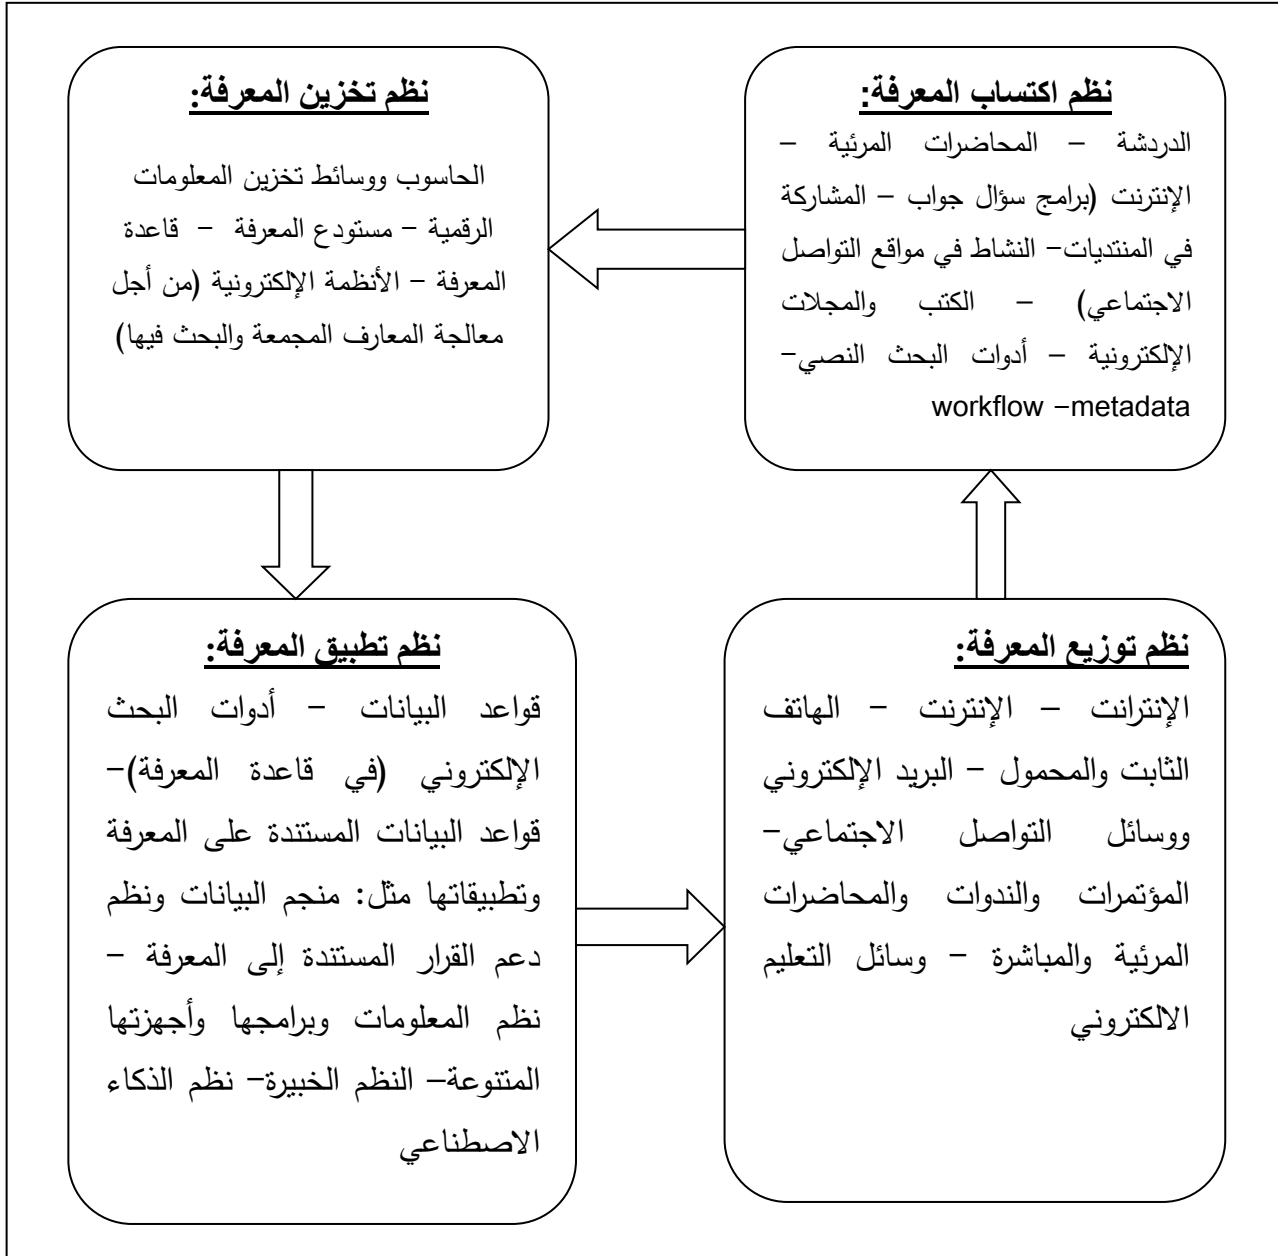 نظم اكتساب المعرفة:
الدردشة – المحاضرات المرئية –
الإنترنت (برامج سؤال جواب – المشاركة
في المنتديات– النشاط في مواقع التواصل
الاجتماعي) – الكتب والمجلات
الإلكترونية – أدوات البحث النصي–
workflow –metadata
نظم تخزين المعرفة:
الحاسوب ووسائط تخزين المعلومات
الرقمية – مستودع المعرفة – قاعدة
المعرفة – الأنظمة الإلكترونية (من أجل
معالجة المعارف المجمعة والبحث فيها)
نظم تطبيق المعرفة:
قواعد البيانات – أدوات البحث
الإلكتروني (في قاعدة المعرفة)–
قواعد البيانات المستندة على المعرفة
وتطبيقاتها مثل: منجم البيانات ونظم
دعم القرار المستندة إلى المعرفة –
نظم المعلومات وبرامجها وأجهزتها
المتنوعة– النظم الخبيرة– نظم الذكاء
الاصطناعي
نظم توزيع المعرفة:
الإنترانت – الإنترنت – الهاتف
الثابت والمحمول – البريد الإلكتروني
ووسائل التواصل الاجتماعي–
المؤتمرات والندوات والمحاضرات
المرئية والمباشرة – وسائل التعليم
الالكتروني